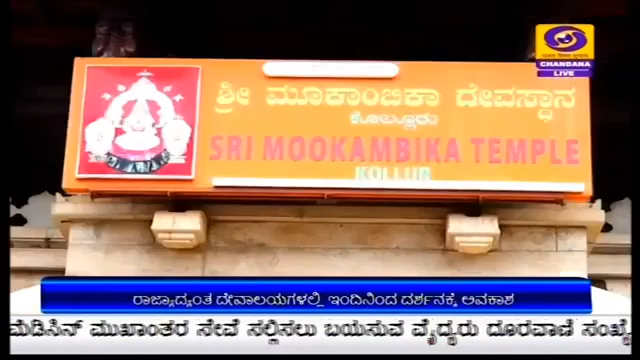 CHANDANA
LIVE
ಶ್ರೀ ಮೂಕಾಂಬಿಕಾ ದೇವಸ್ಥಾನ
ಕೊಲ್ಲೂರು
SRI MOOKAMBIKA TEMPLE
KOLLUR
ರಾಜ್ಯಾದ್ಯಂತ ದೇವಾಲಯಗಳಲ್ಲಿ ಇಂದಿನಿಂದ ದರ್ಶನಕ್ಕೆ ಅವಕಾಶ
ಮೆಡಿಸಿನ್ ಮುಖಾಂತರ ಸೇವೆ ಸಲ್ಲಿಸಲು ಬಯಸುವ ವೈದ್ಯರು ದೂರವಾಣಿ ಸಂಖ್ಯೆ